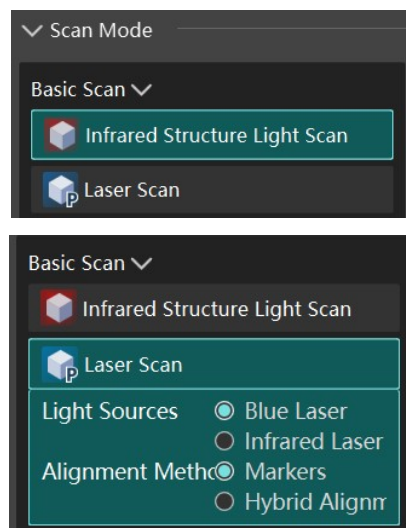 Scan Mode
Basic Scan
Infrared Structure Light Scan
P Laser Scan
Basic Scan
Infrared Structure Light Scan
P Laser Scan
Light Sources Blue Laser
Infrared Laser
Alignment Metho Markers
Hybrid Alignm